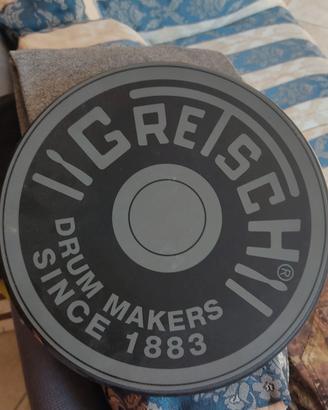 GRETSCH®
DRUM MAKERS
SINCE 1883